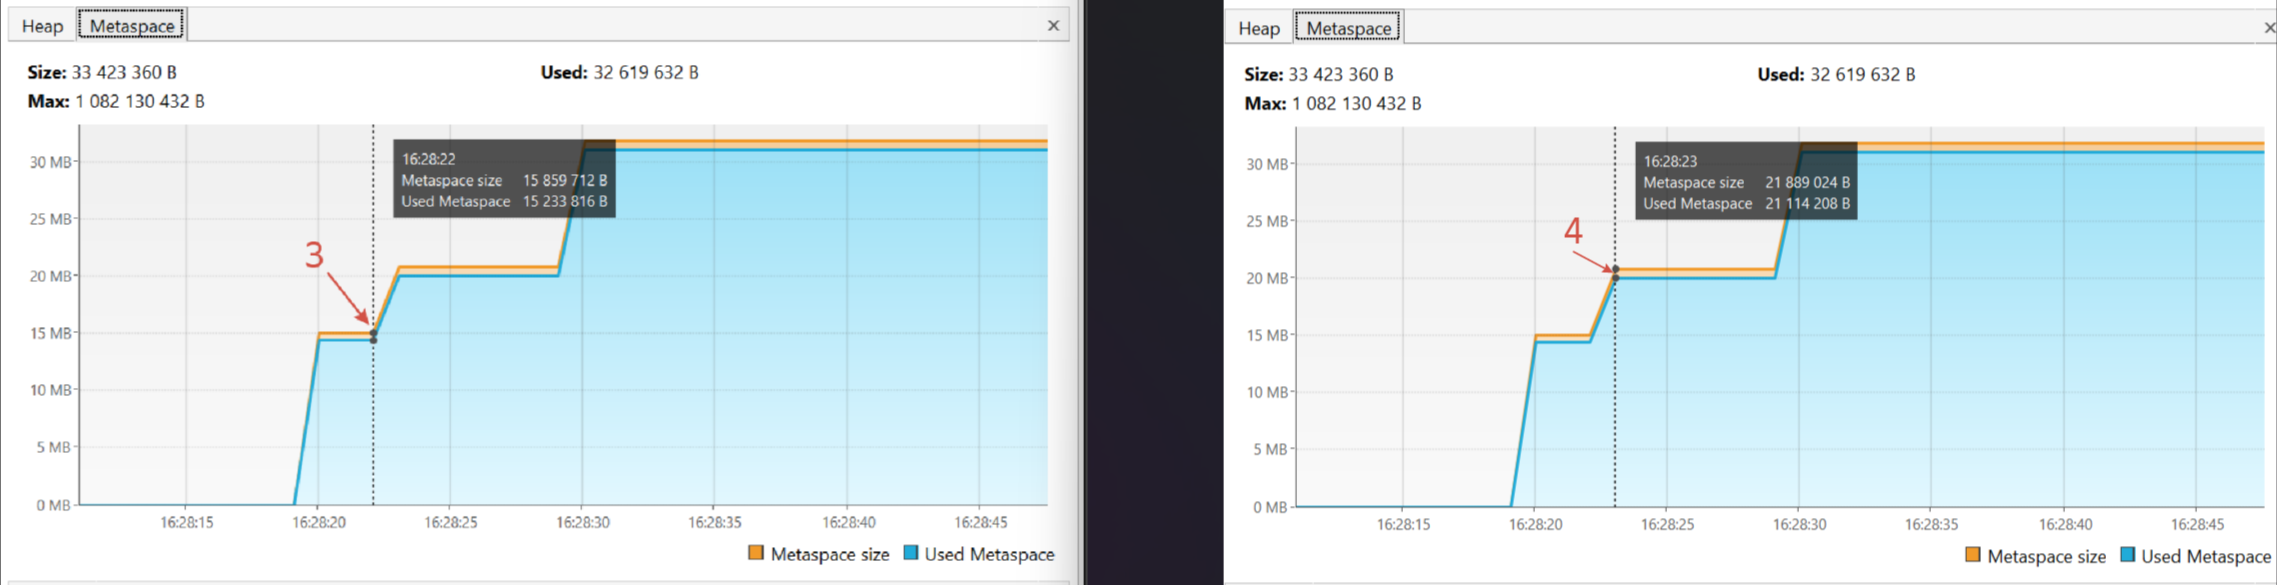 Heap Metaspace ×
Size: 33 423 360 B Used: 32 619 632 B
Max: 1 082 130 432 B
30 MB
25 MB
20 MB
15 MB
10 MB
5 MB
0 MB
16:28:22
Metaspace size 15 859 712 B
Used Metaspace 15 233 816 B
3
16:28:15 16:28:20 16:28:25 16:28:30 16:28:35 16:28:40 16:28:45
Metaspace size Used Metaspace
Heap Metaspace ×
Size: 33 423 360 B Used: 32 619 632 B
Max: 1 082 130 432 B
30 MB
25 MB
20 MB
15 MB
10 MB
5 MB
0 MB
16:28:23
Metaspace size 21 889 024 B
Used Metaspace 21 114 208 B
4
16:28:15 16:28:20 16:28:25 16:28:30 16:28:35 16:28:40 16:28:45
Metaspace size Used Metaspace